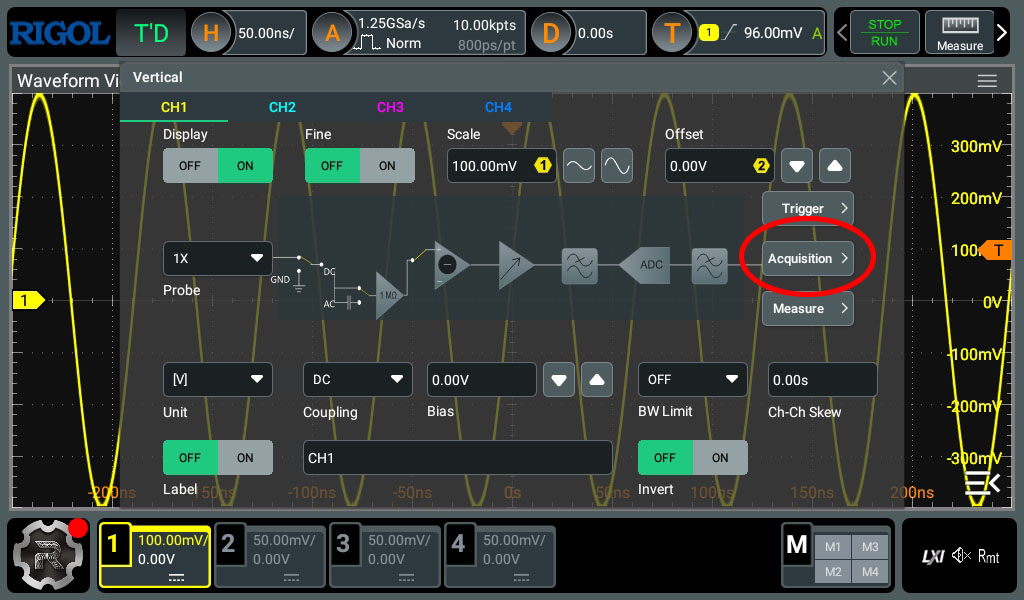 RIGOL T'D H 50.00ns/ A 1.25GSa/s 10.00kpts D 0.00s T 1 96.00mV A STOP
Norm 800ps/pt RUN Measure
Waveform Vi Vertical
CH1 CH2 CH3 CH4
Display Fine Scale Offset
OFF ON OFF ON 100.00mV 1 0.00V 2
300mV
Trigger >
200mV
1X DC Acquisition > 100 T
GND ADC
Probe AC 1 MΩ
1 Measure > 0V
-100mV
[V] DC 0.00V OFF 0.00s
Unit Coupling Bias BW Limit Ch-Ch Skew
-200mV
OFF ON CH1 OFF ON -300mV
Label Invert
-200ns 50ns -100ns -50ns 0s 50ns 100ns 150ns 200ns
1 100.00mV/ 2 50.00mV/ 3 50.00mV/ 4 50.00mV/ M M1 M3
0.00V 0.00V 0.00V 0.00V M2 M4
R LXI Rmt